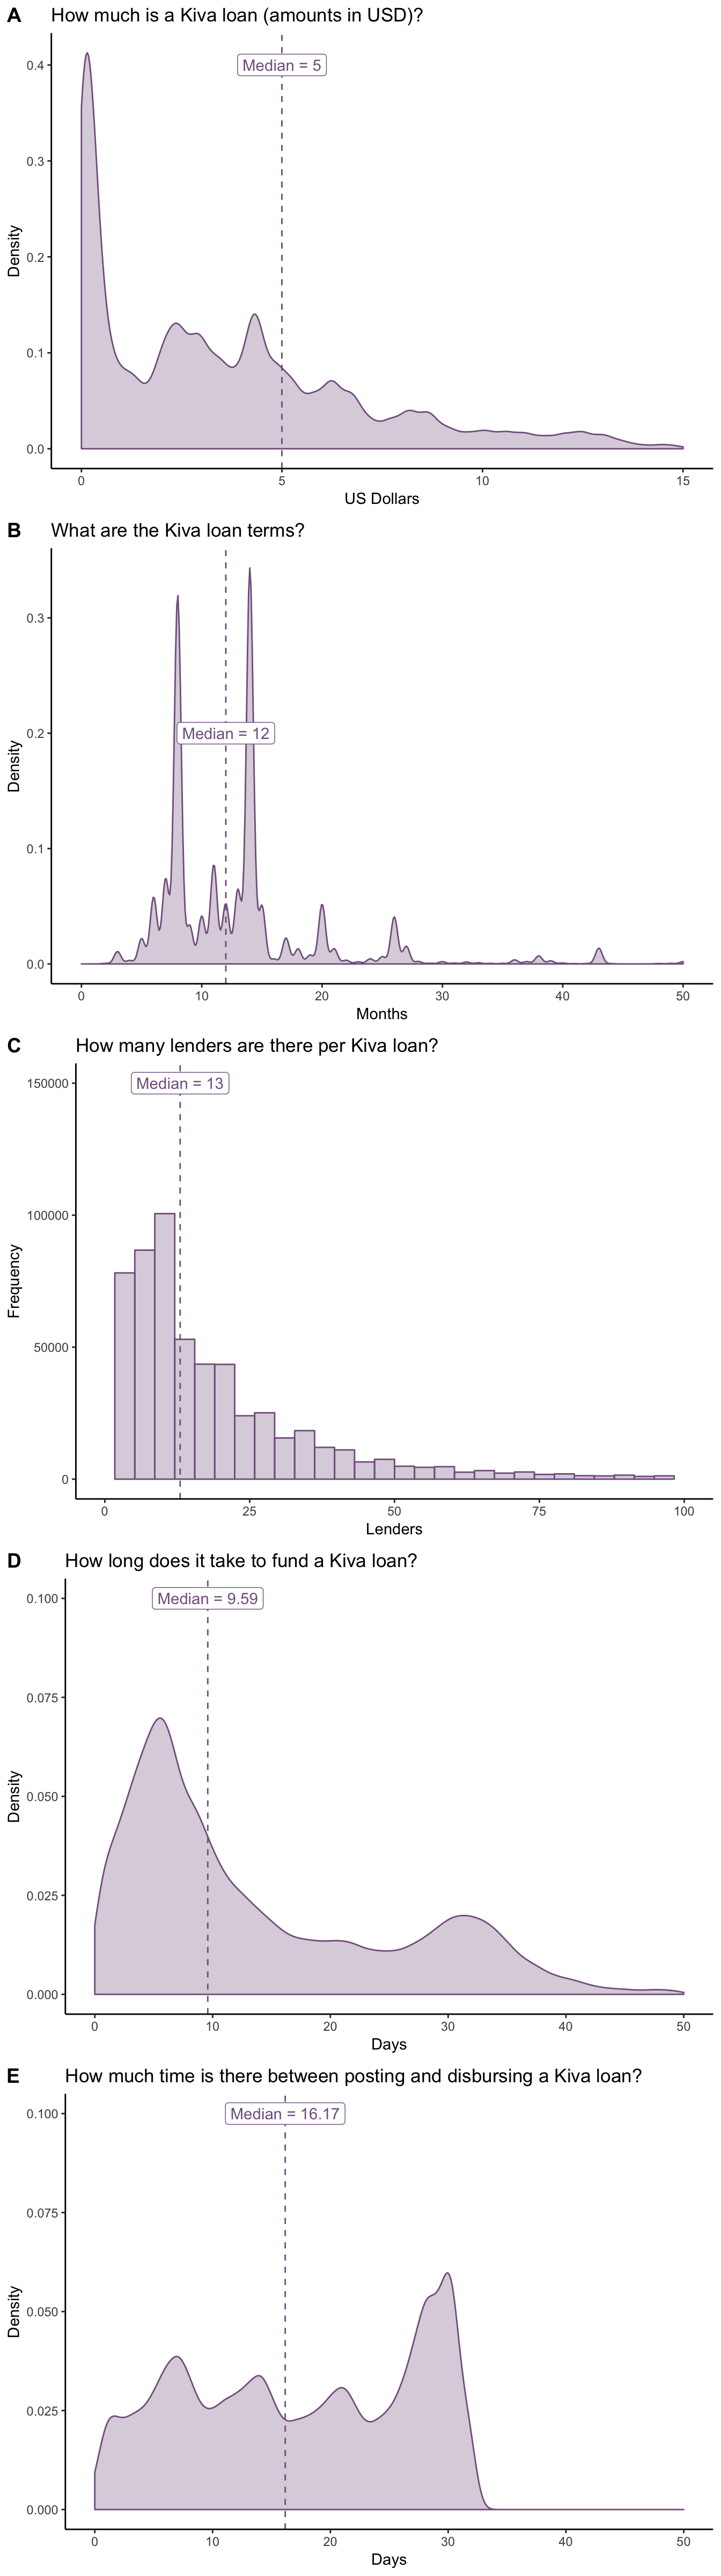 A How much is a Kiva loan (amounts in USD)?
Median = 5
0.4
0.3
0.2
0.1
0.0
Density
0 5 10 15
US Dollars
B What are the Kiva loan terms?
Median = 12
0.3
0.2
0.1
0.0
Density
0 10 20 30 40 50
Months
C How many lenders are there per Kiva loan?
Median = 13
150000
100000
50000
0
Frequency
0 25 50 75 100
Lenders
D How long does it take to fund a Kiva loan?
Median = 9.59
0.100
0.075
0.050
0.025
0.000
Density
0 10 20 30 40 50
Days
E How much time is there between posting and disbursing a Kiva loan?
Median = 16.17
0.100
0.075
0.050
0.025
0.000
Density
0 10 20 30 40 50
Days